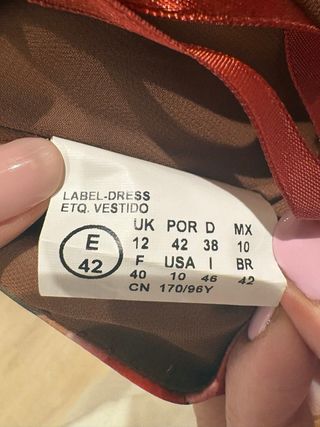 LABEL-DRESS
ETQ. VESTIDO
E
42
UK POR D MX
12 42 38 10
F USA I BR
40 10 46 42
CN 170/96Y